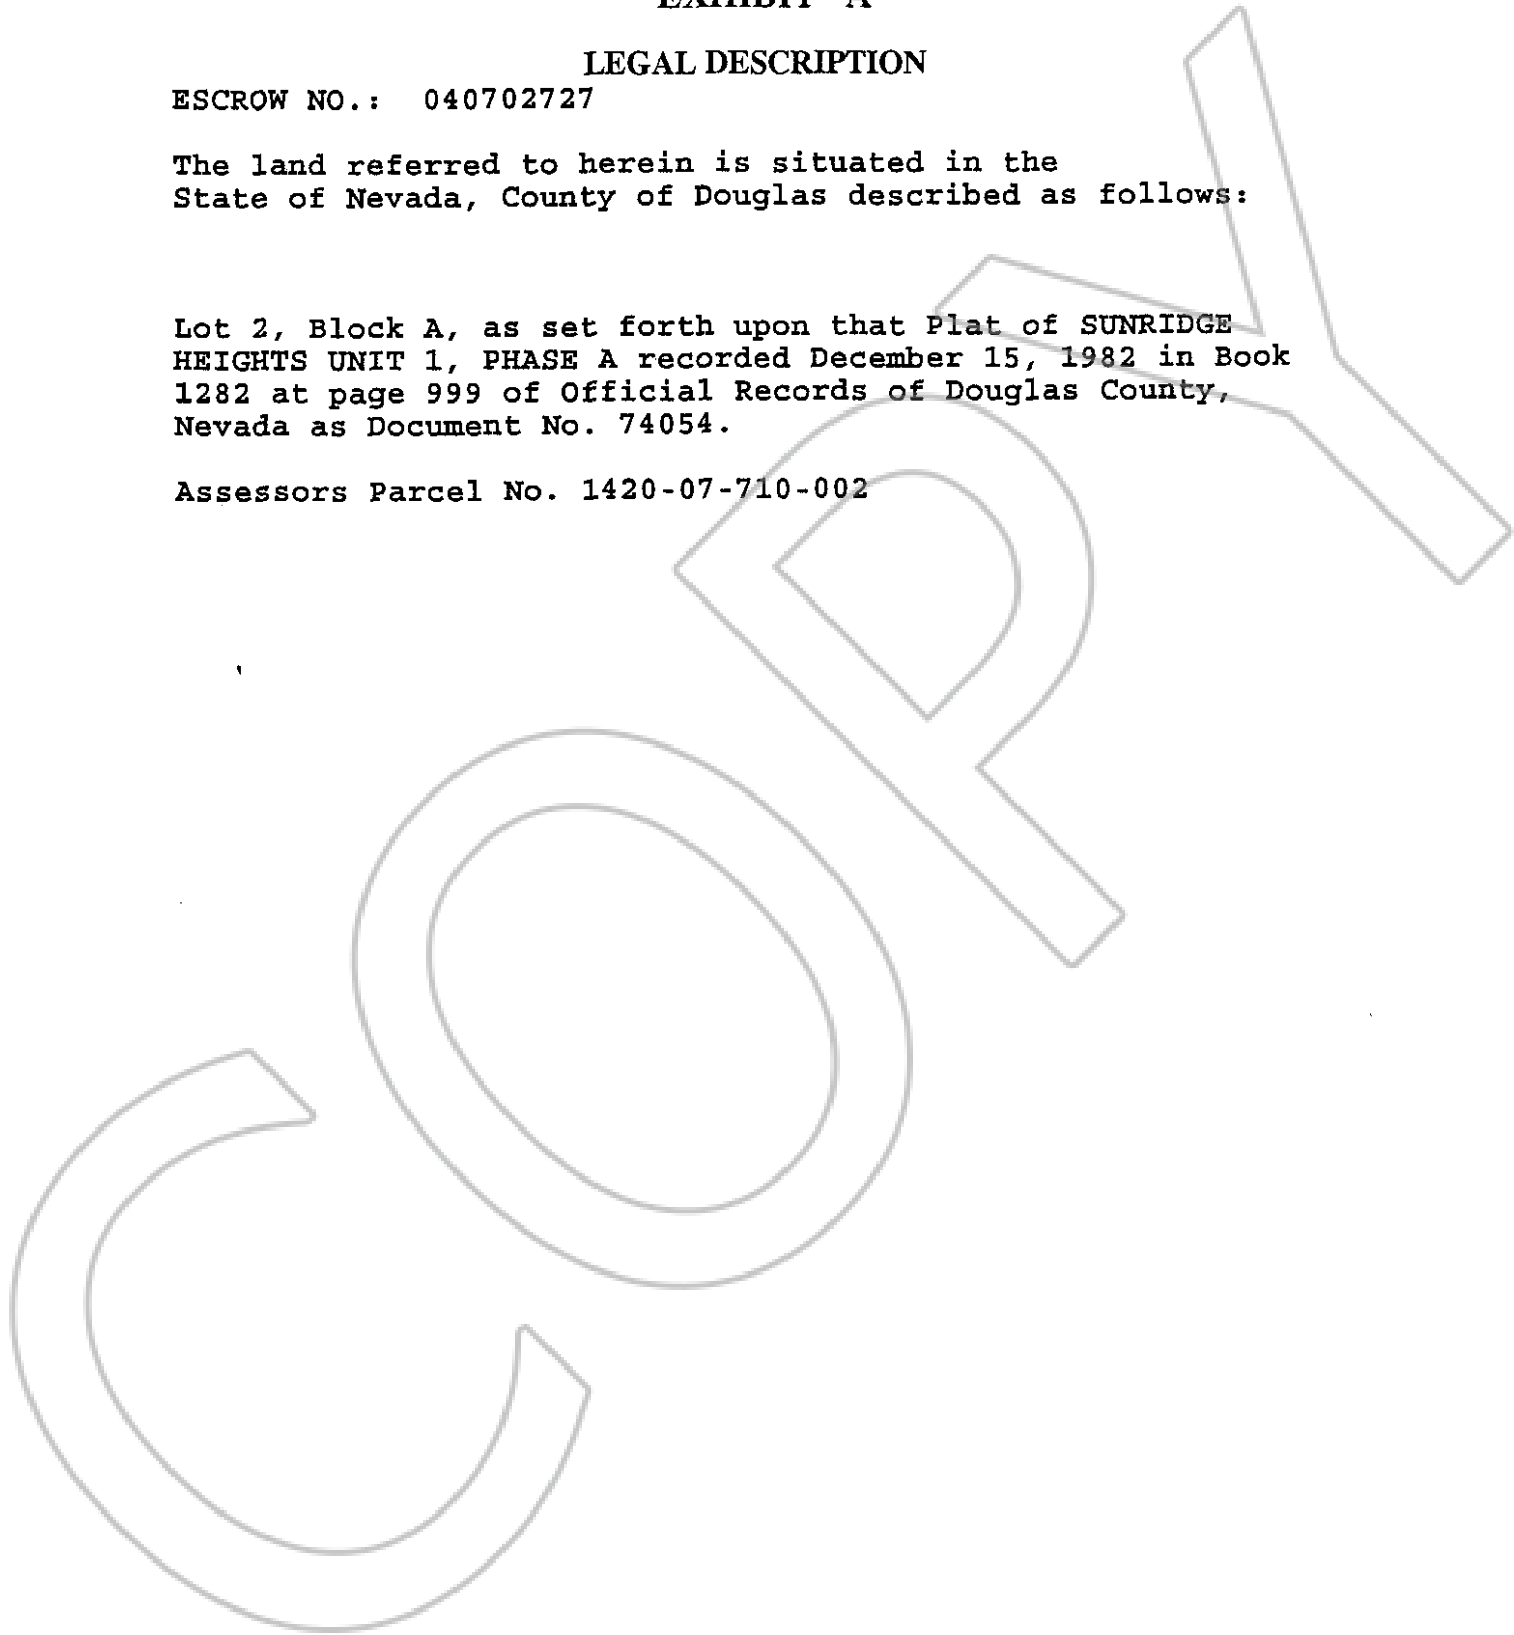 EXHIBIT "A"
LEGAL DESCRIPTION
ESCROW NO.: 040702727
The land referred to herein is situated in the
State of Nevada, County of Douglas described as follows:
Lot 2, Block A, as set forth upon that Plat of SUNRIDGE
HEIGHTS UNIT 1, PHASE A recorded December 15, 1982 in Book
1282 at page 999 of Official Records of Douglas County,
Nevada as Document No. 74054.
Assessors Parcel No. 1420-07-710-002
COPY